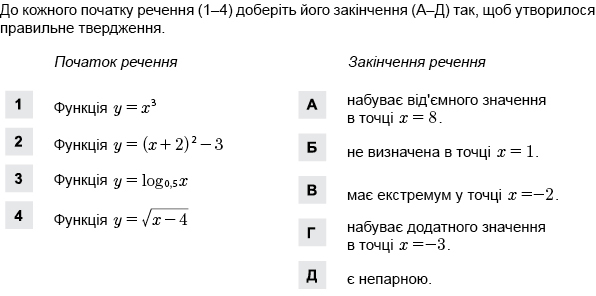 До кожного початку речення (1–4) доберіть його закінчення (А–Д) так, щоб утворилося
правильне твердження.
Початок речення
1 Функція y = x³
2 Функція y = (x + 2)² − 3
3 Функція y = log₀,₅x
4 Функція y = √(x − 4)
Закінчення речення
А набуває від'ємного значення
в точці x = 8.
Б не визначена в точці x = 1.
В має екстремум у точці x = −2.
Г набуває додатного значення
в точці x = −3.
Д є непарною.